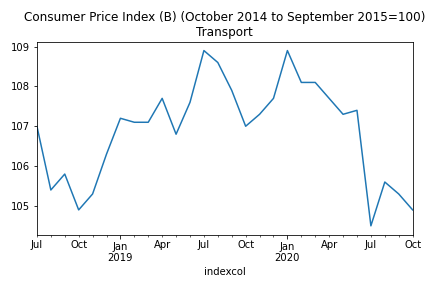 Consumer Price Index (B) (October 2014 to September 2015=100)
Transport
109
108
107
106
105
Jul Oct Jan Apr Jul Oct Jan Apr Jul Oct
2019 2020
indexcol